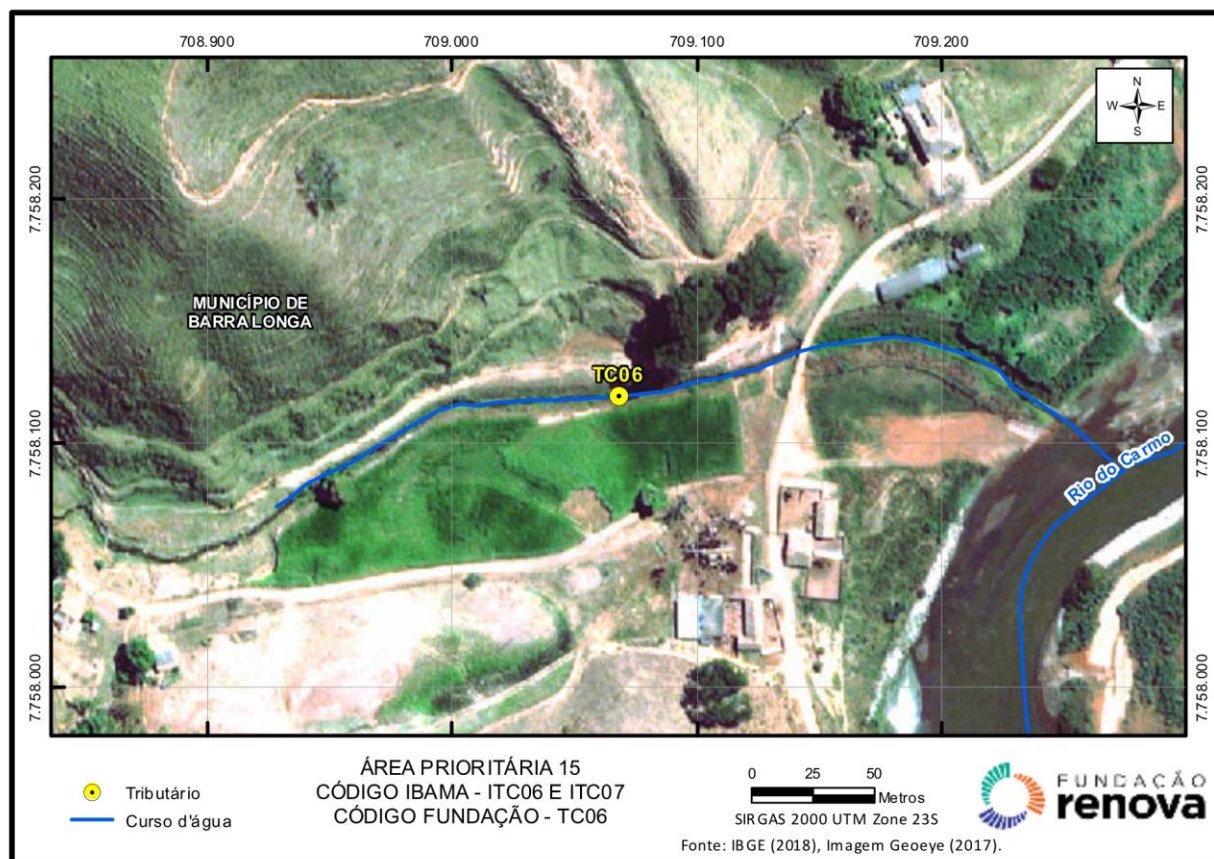 708.900 709.000 709.100 709.200
N
W E
S
7.758.200 7.758.200
MUNICÍPIO DE
BARRA LONGA
TC06
7.758.100 7.758.100
Rio do Carmo
7.758.000 7.758.000
ÁREA PRIORITÁRIA 15
CÓDIGO IBAMA - ITC06 E ITC07
CÓDIGO FUNDAÇÃO - TC06
Tributário
Curso d'água
0 25 50
Metros
SIRGAS 2000 UTM Zone 23S
Fonte: IBGE (2018), Imagem Geoeye (2017).
FUNDAÇÃO
renova